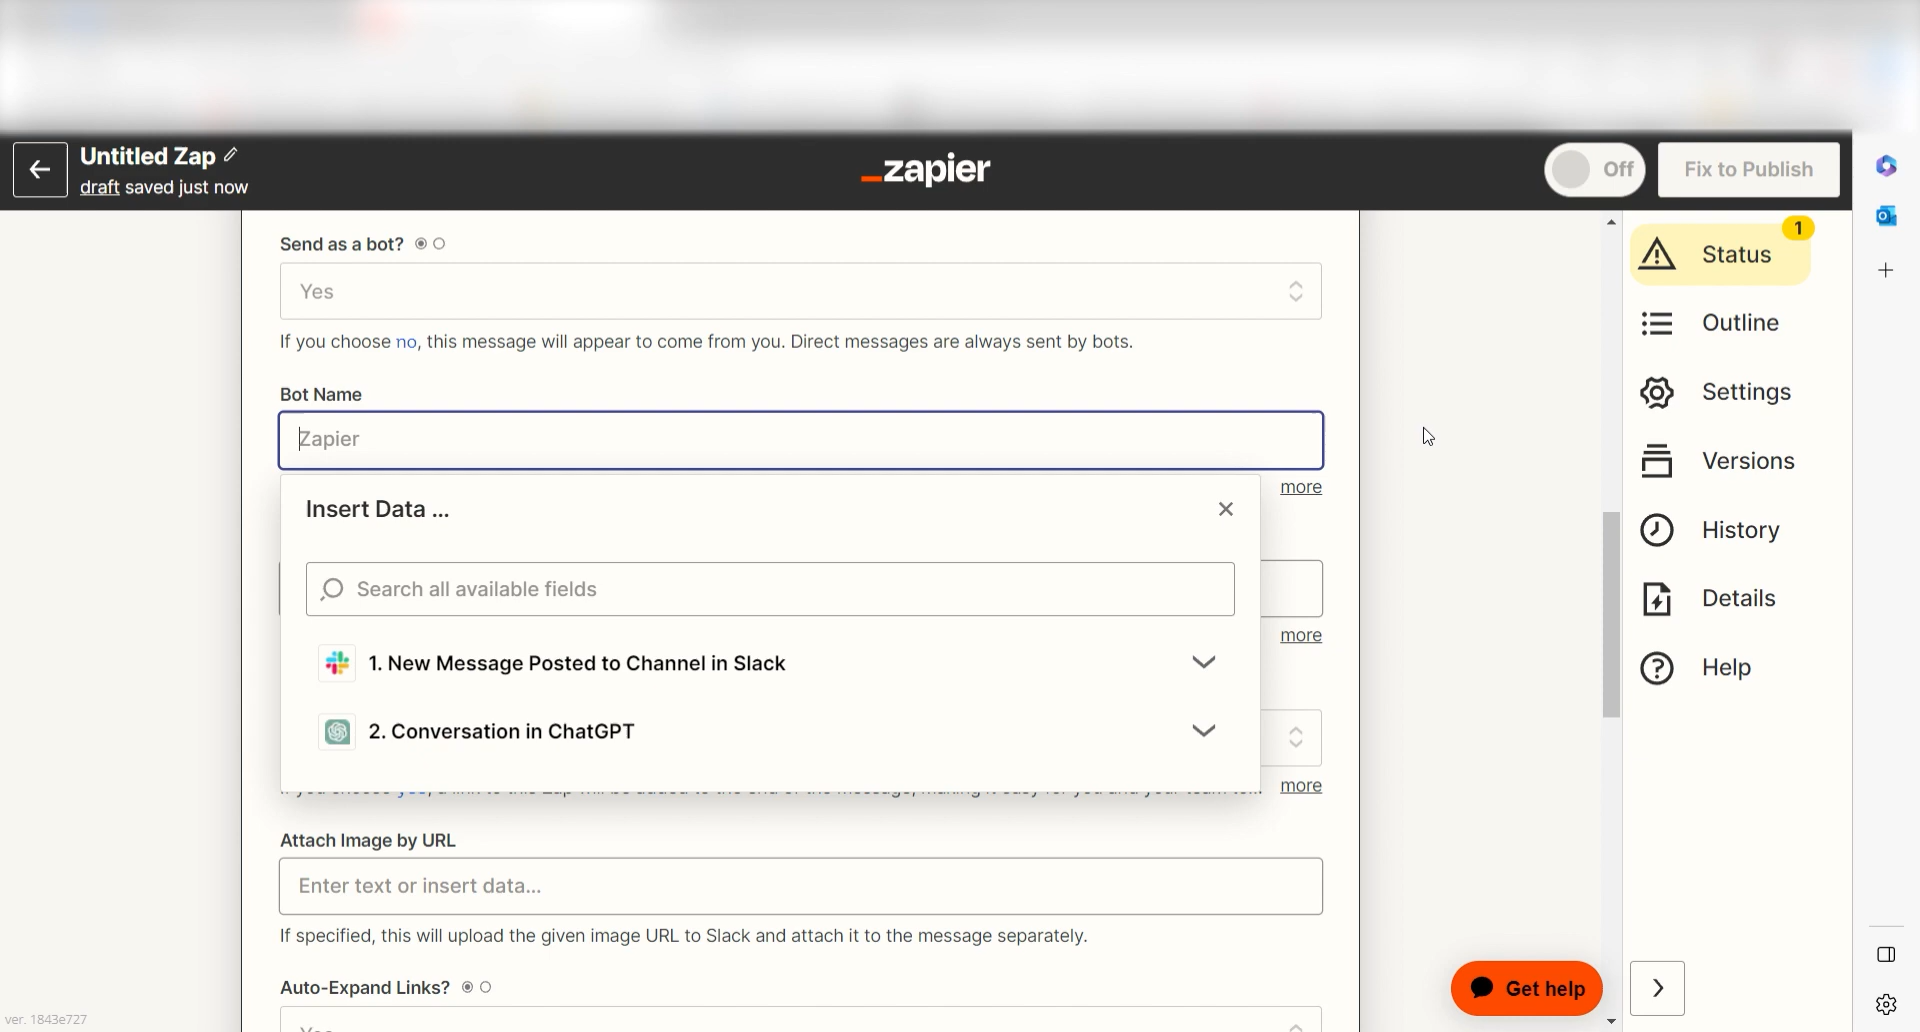 Untitled Zap
draft saved just now
zapier
Off
Fix to Publish
Send as a bot?
Yes
If you choose no, this message will appear to come from you. Direct messages are always sent by bots.
Bot Name
Zapier
more
Insert Data ...
Search all available fields
more
1. New Message Posted to Channel in Slack
2. Conversation in ChatGPT
more
Attach Image by URL
Enter text or insert data...
If specified, this will upload the given image URL to Slack and attach it to the message separately.
Auto-Expand Links?
1
Status
Outline
Settings
Versions
History
Details
Help
Get help
ver. 1843e727